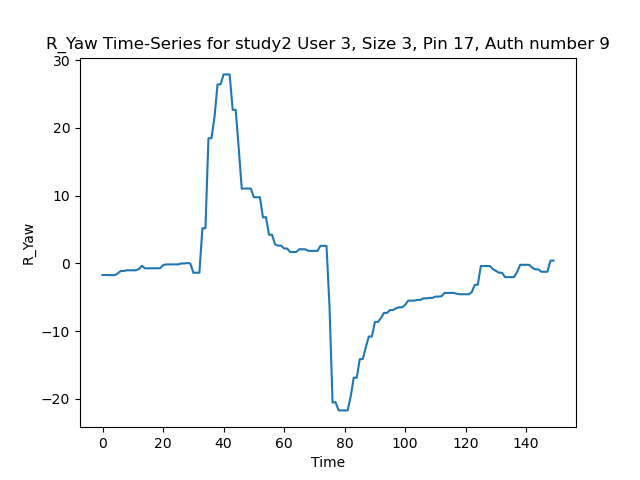 R_Yaw Time-Series for study2 User 3, Size 3, Pin 17, Auth number 9
30
20
10
0
−10
−20
R_Yaw
0 20 40 60 80 100 120 140
Time